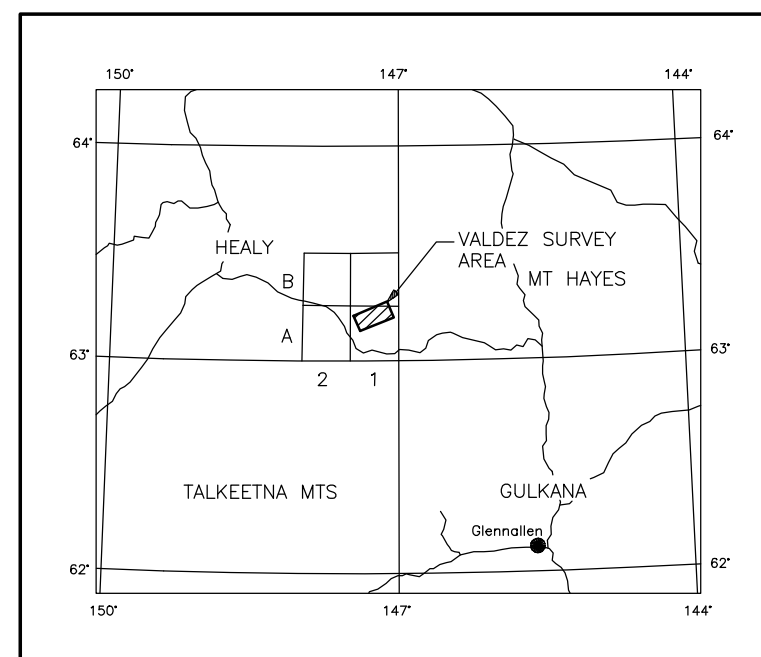 150° 147° 144°
64° 64°
HEALY
VALDEZ SURVEY
AREA
B
MT HAYES
A
63° 63°
2 1
TALKEETNA MTS GULKANA
Glennallen
62° 62°
150° 147° 144°